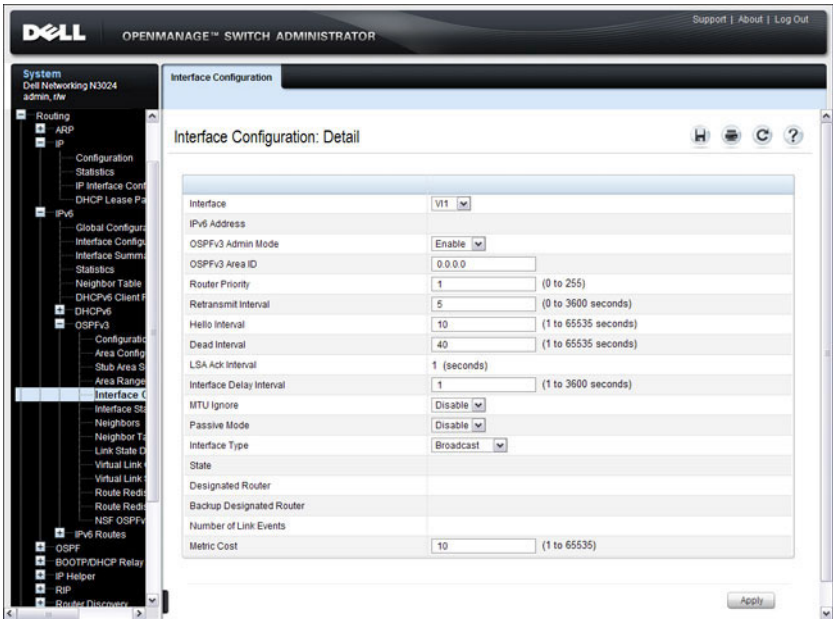 Support | About | Log Out
DELL
OPENMANAGE™ SWITCH ADMINISTRATOR
System
Dell Networking N3024
admin, r/w
Routing
ARP
IP
Configuration
Statistics
IP Interface Conf
DHCP Lease Pa
IPv6
Global Configura
Interface Configu
Interface Summa
Statistics
Neighbor Table
DHCPv6 Client P
DHCPv6
OSPFv3
Configuratio
Area Config
Stub Area S
Area Range
Interface C
Interface Sta
Neighbors
Neighbor Ta
Link State D
Virtual Link
Virtual Link
Route Redis
Route Redis
NSF OSPFv
IPv6 Routes
OSPF
BOOTP/DHCP Relay
IP Helper
RIP
Router Discovery
Interface Configuration
Interface Configuration: Detail
Interface Vl1
IPv6 Address
OSPFv3 Admin Mode Enable
OSPFv3 Area ID 0.0.0.0
Router Priority 1 (0 to 255)
Retransmit Interval 5 (0 to 3600 seconds)
Hello Interval 10 (1 to 65535 seconds)
Dead Interval 40 (1 to 65535 seconds)
LSA Ack Interval 1 (seconds)
Interface Delay Interval 1 (1 to 3600 seconds)
MTU Ignore Disable
Passive Mode Disable
Interface Type Broadcast
State
Designated Router
Backup Designated Router
Number of Link Events
Metric Cost 10 (1 to 65535)
Apply